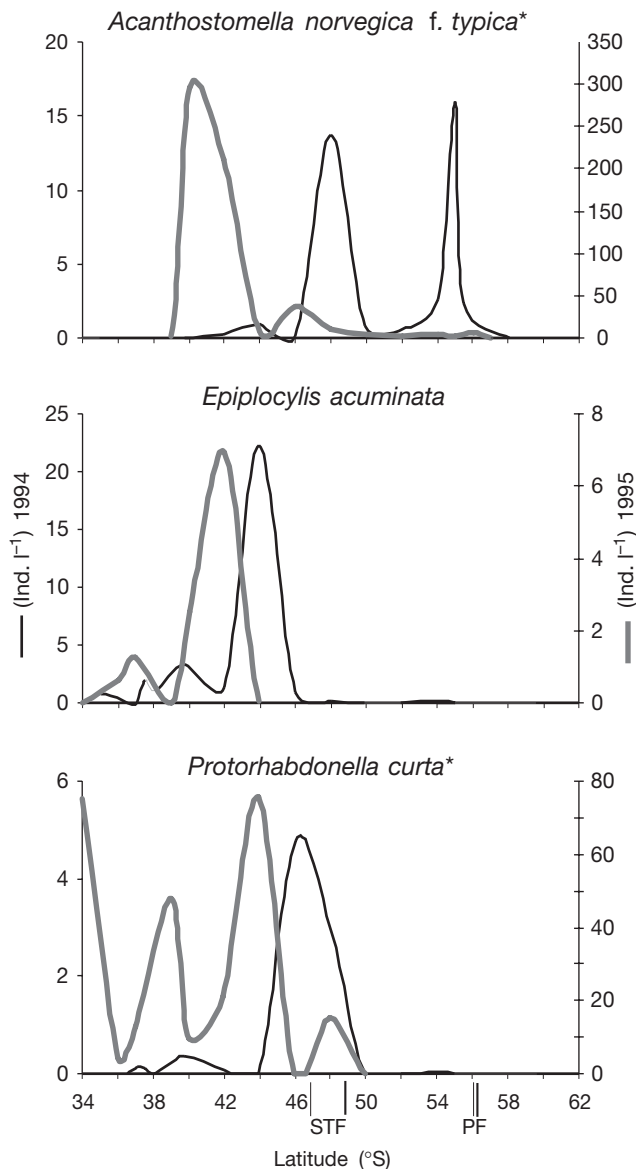 Acanthostomella norvegica f. typica*
20 350
300
15 250
200
10
150
5 100
50
0 0
Epiplocylis acuminata
25 8
20 6
15
4
10
5 2
0 0
(Ind. l–1) 1994
(Ind. l–1) 1995
Protorhabdonella curta*
6 80
60
4
40
2
20
0 0
34 38 42 46 50 54 58 62
STF PF
Latitude (°S)